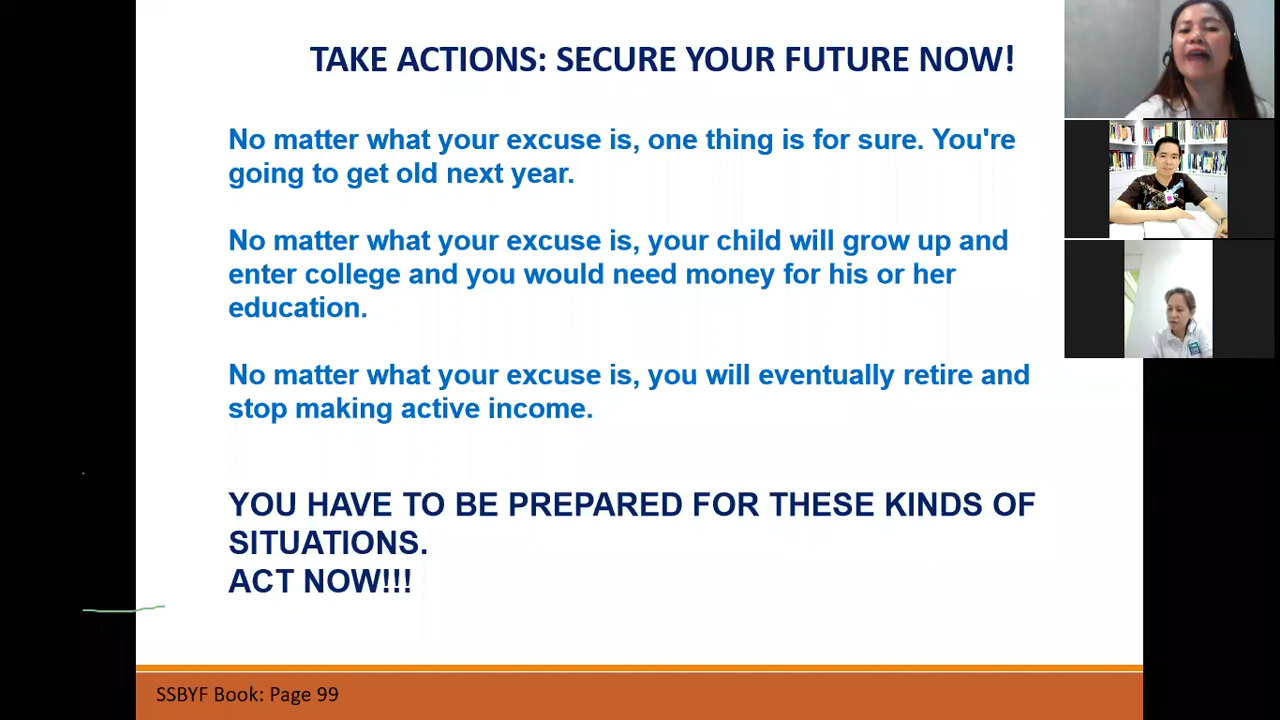 TAKE ACTIONS: SECURE YOUR FUTURE NOW!
No matter what your excuse is, one thing is for sure. You're
going to get old next year.
No matter what your excuse is, your child will grow up and
enter college and you would need money for his or her
education.
No matter what your excuse is, you will eventually retire and
stop making active income.
YOU HAVE TO BE PREPARED FOR THESE KINDS OF
SITUATIONS.
ACT NOW!!!
SSBYF Book: Page 99